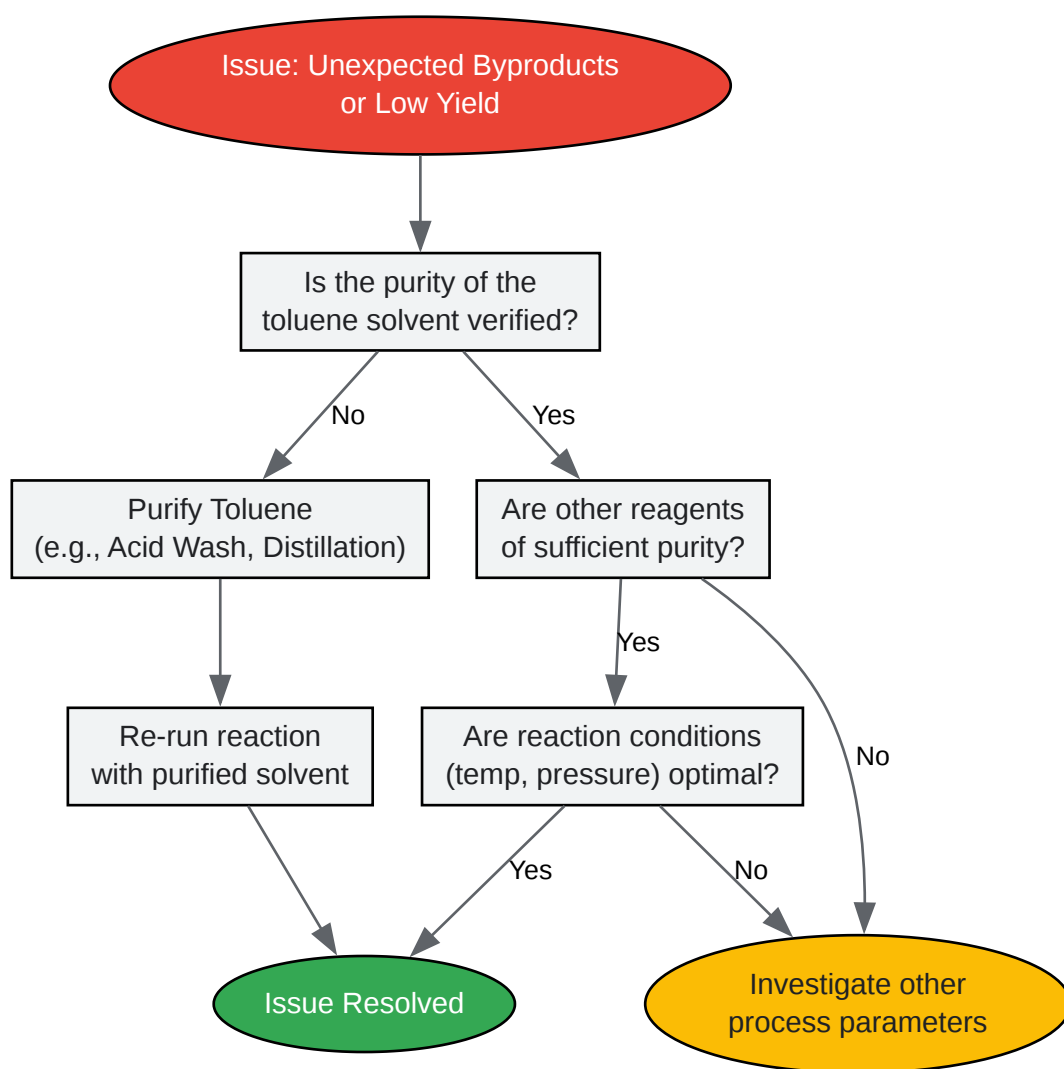 Issue: Unexpected Byproducts
or Low Yield
Is the purity of the
toluene solvent verified?
No
Yes
Purify Toluene
(e.g., Acid Wash, Distillation)
Are other reagents
of sufficient purity?
Yes
Re-run reaction
with purified solvent
Are reaction conditions
(temp, pressure) optimal?
No
Yes
No
Issue Resolved
Investigate other
process parameters